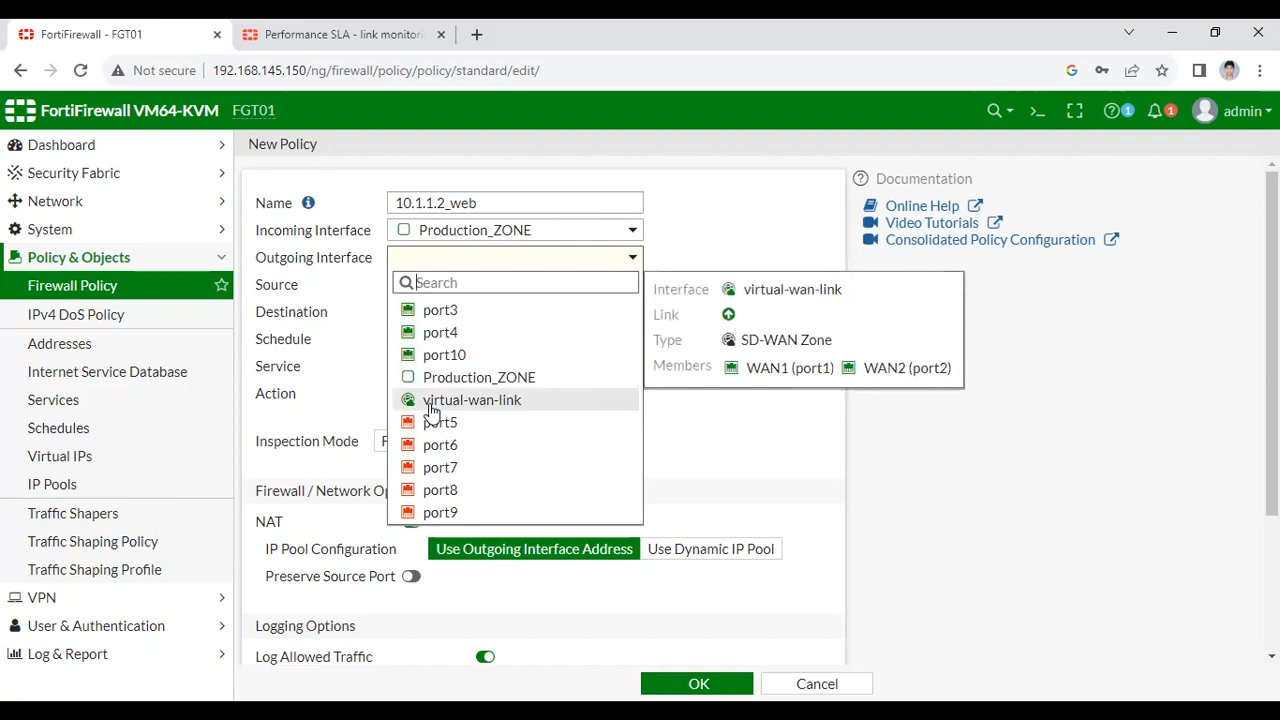 FortiFirewall - FGT01
Performance SLA - link monitorin
Not secure
192.168.145.150/ng/firewall/policy/policy/standard/edit/
FortiFirewall VM64-KVM
FGT01
1
1
admin
Dashboard
Security Fabric
Network
System
Policy & Objects
Firewall Policy
IPv4 DoS Policy
Addresses
Internet Service Database
Services
Schedules
Virtual IPs
IP Pools
Traffic Shapers
Traffic Shaping Policy
Traffic Shaping Profile
VPN
User & Authentication
Log & Report
New Policy
Name
10.1.1.2_web
Incoming Interface
Production_ZONE
Outgoing Interface
Source
Destination
Schedule
Service
Action
Inspection Mode
F
Search
port3
port4
port10
Production_ZONE
virtual-wan-link
port5
port6
port7
port8
port9
Interface
virtual-wan-link
Link
Type
SD-WAN Zone
Members
WAN1 (port1)
WAN2 (port2)
Firewall / Network Op
NAT
IP Pool Configuration
Use Outgoing Interface Address
Use Dynamic IP Pool
Preserve Source Port
Logging Options
Log Allowed Traffic
OK
Cancel
Documentation
Online Help
Video Tutorials
Consolidated Policy Configuration